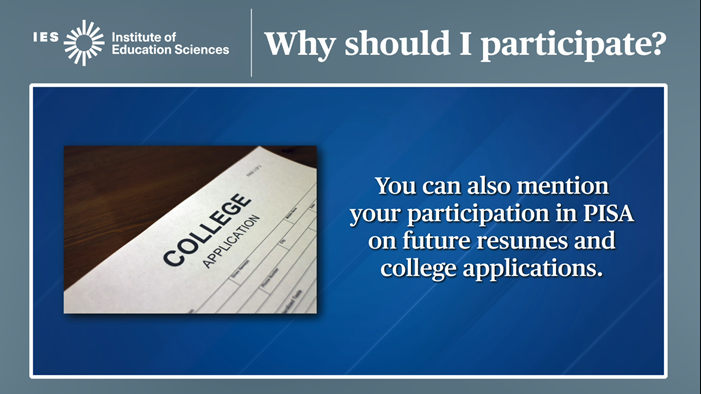 IES
Institute of
Education Sciences
Why should I participate?
COLLEGE
APPLICATION
You can also mention
your participation in PISA
on future resumes and
college applications.